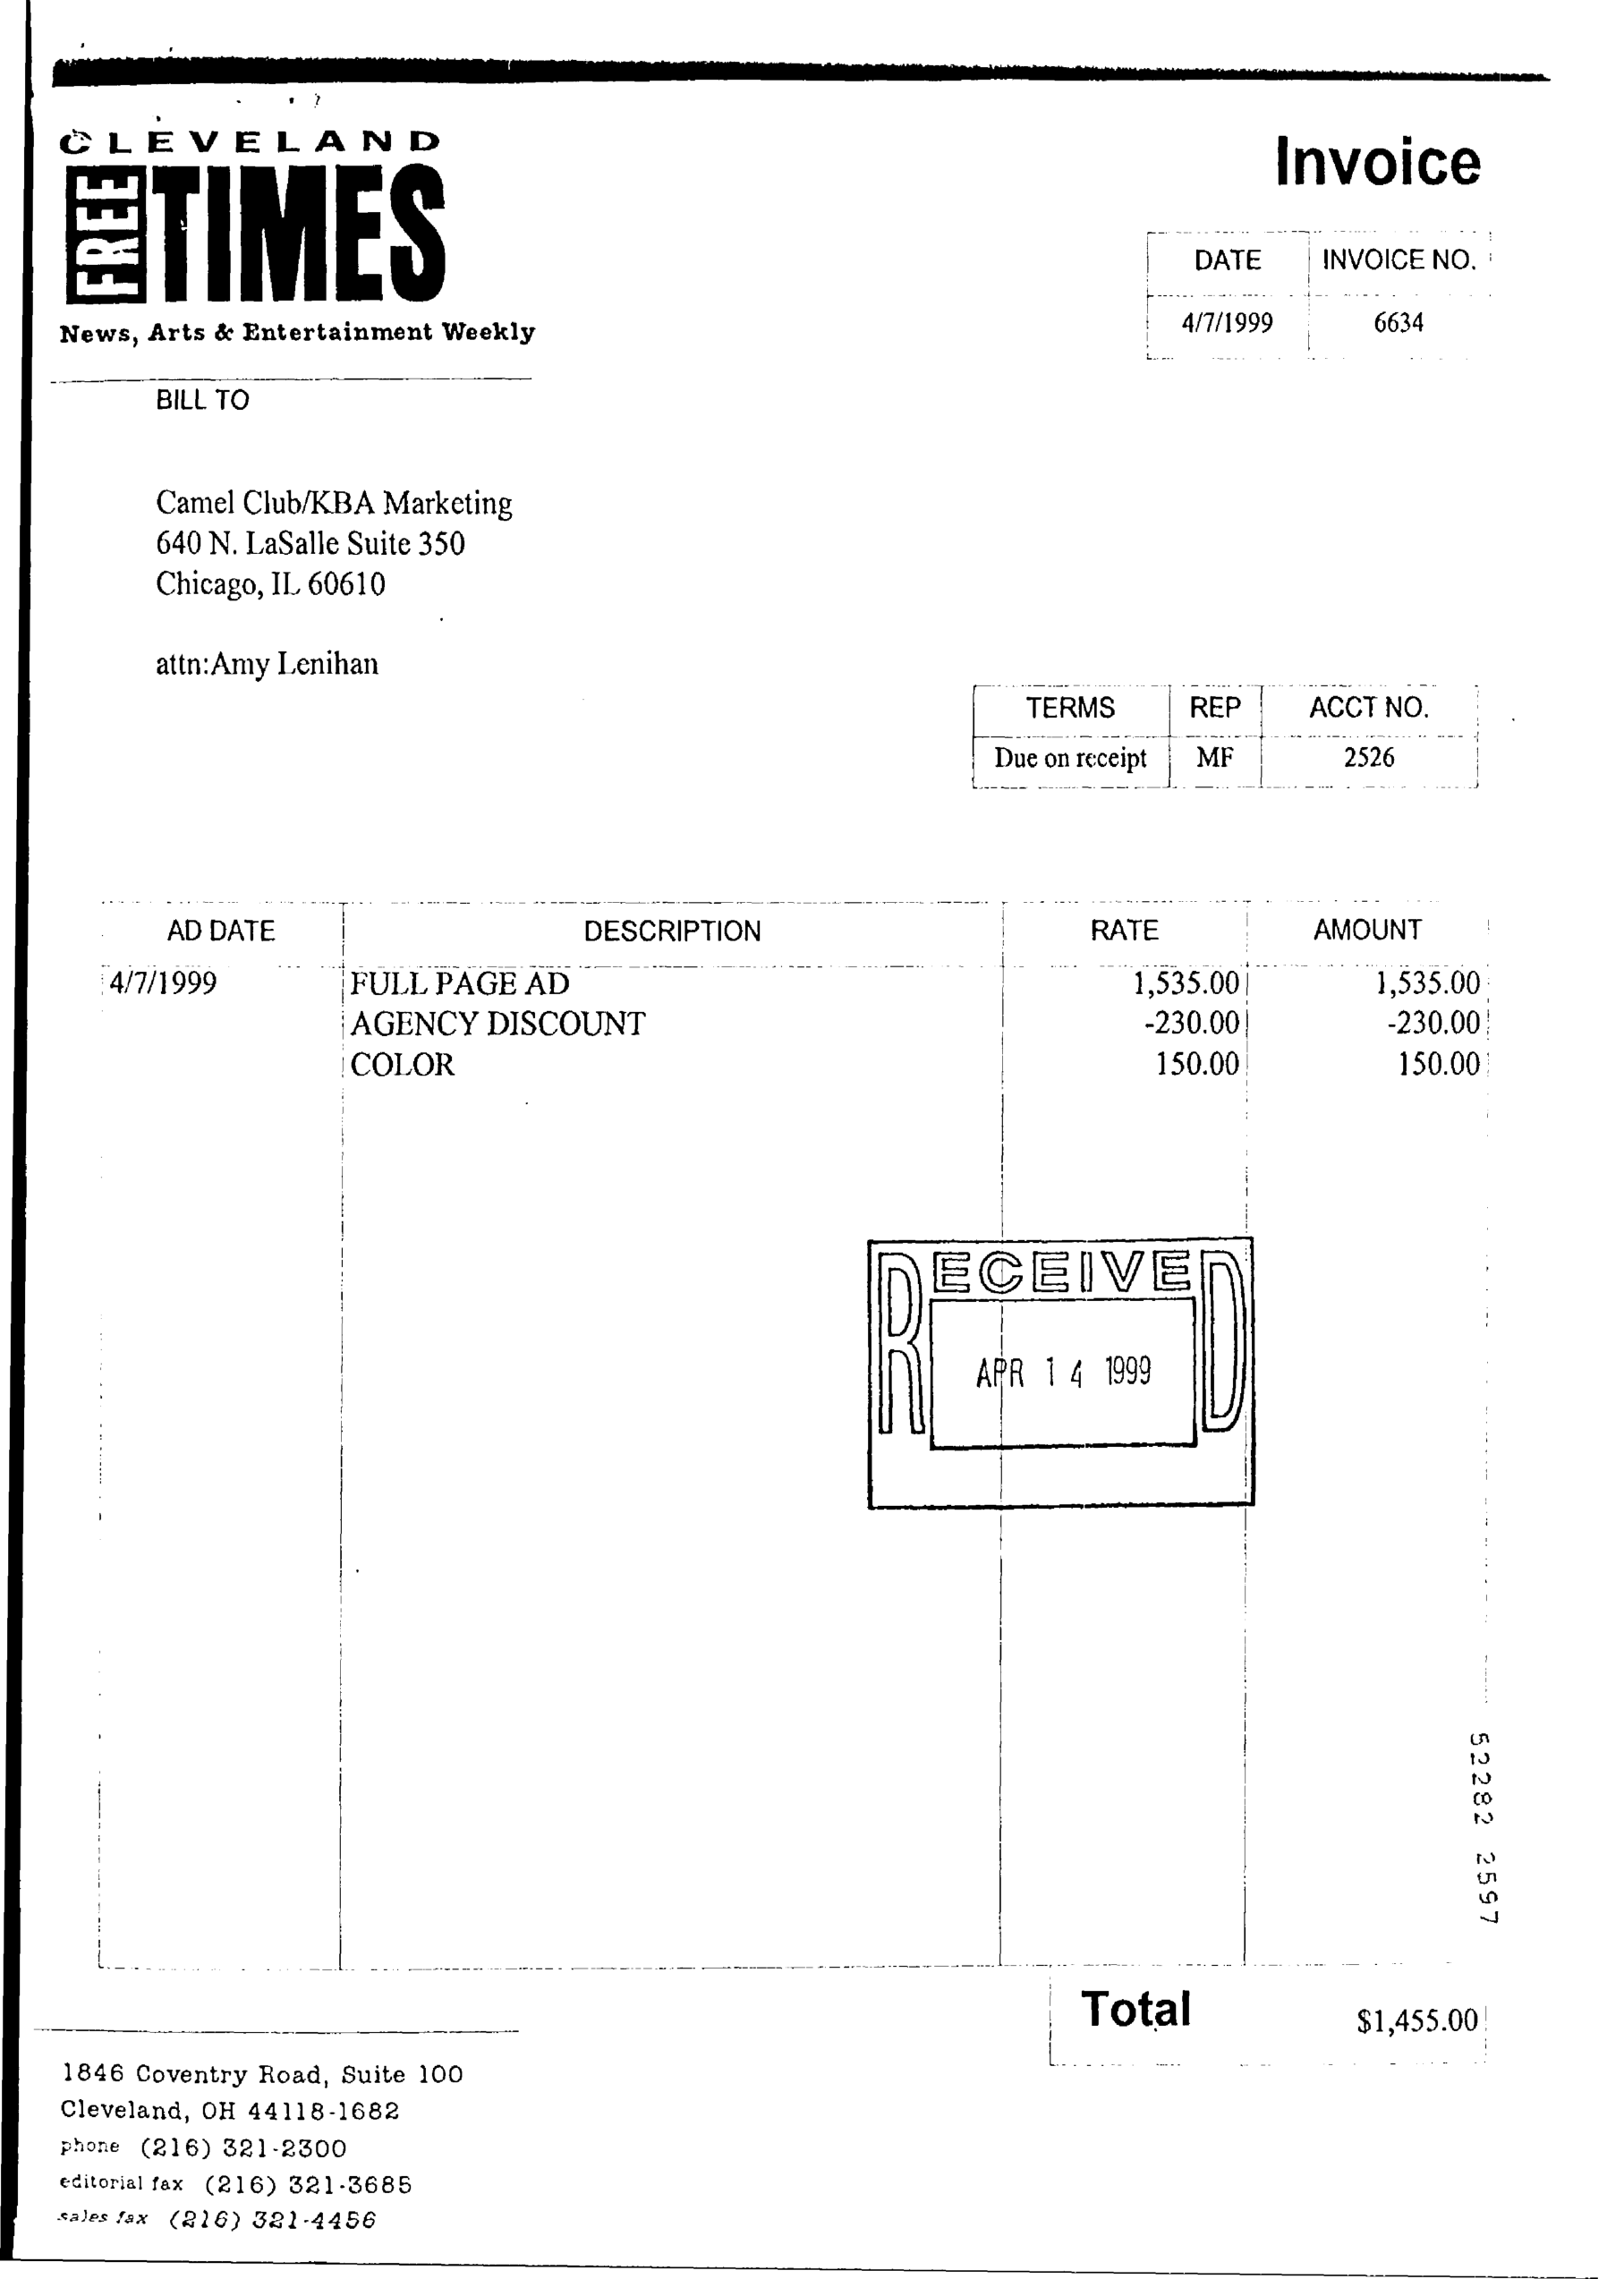 CLEVELAND
FREE TIMES
News, Arts & Entertainment Weekly
Invoice
DATE INVOICE NO.
4/7/1999 6634
BILL TO
Camel Club/KBA Marketing
640 N. LaSalle Suite 350
Chicago, IL 60610
attn:Amy Lenihan
TERMS REP ACCT NO.
Due on receipt MF 2526
AD DATE DESCRIPTION RATE AMOUNT
4/7/1999 FULL PAGE AD 1,535.00 1,535.00
AGENCY DISCOUNT -230.00 -230.00
COLOR 150.00 150.00
RECEIVED
APR 14 1999
52282 2597
Total $1,455.00
1846 Coventry Road, Suite 100
Cleveland, OH 44118-1682
phone (216) 321-2300
editorial fax (216) 321-3685
sales fax (216) 321-4456